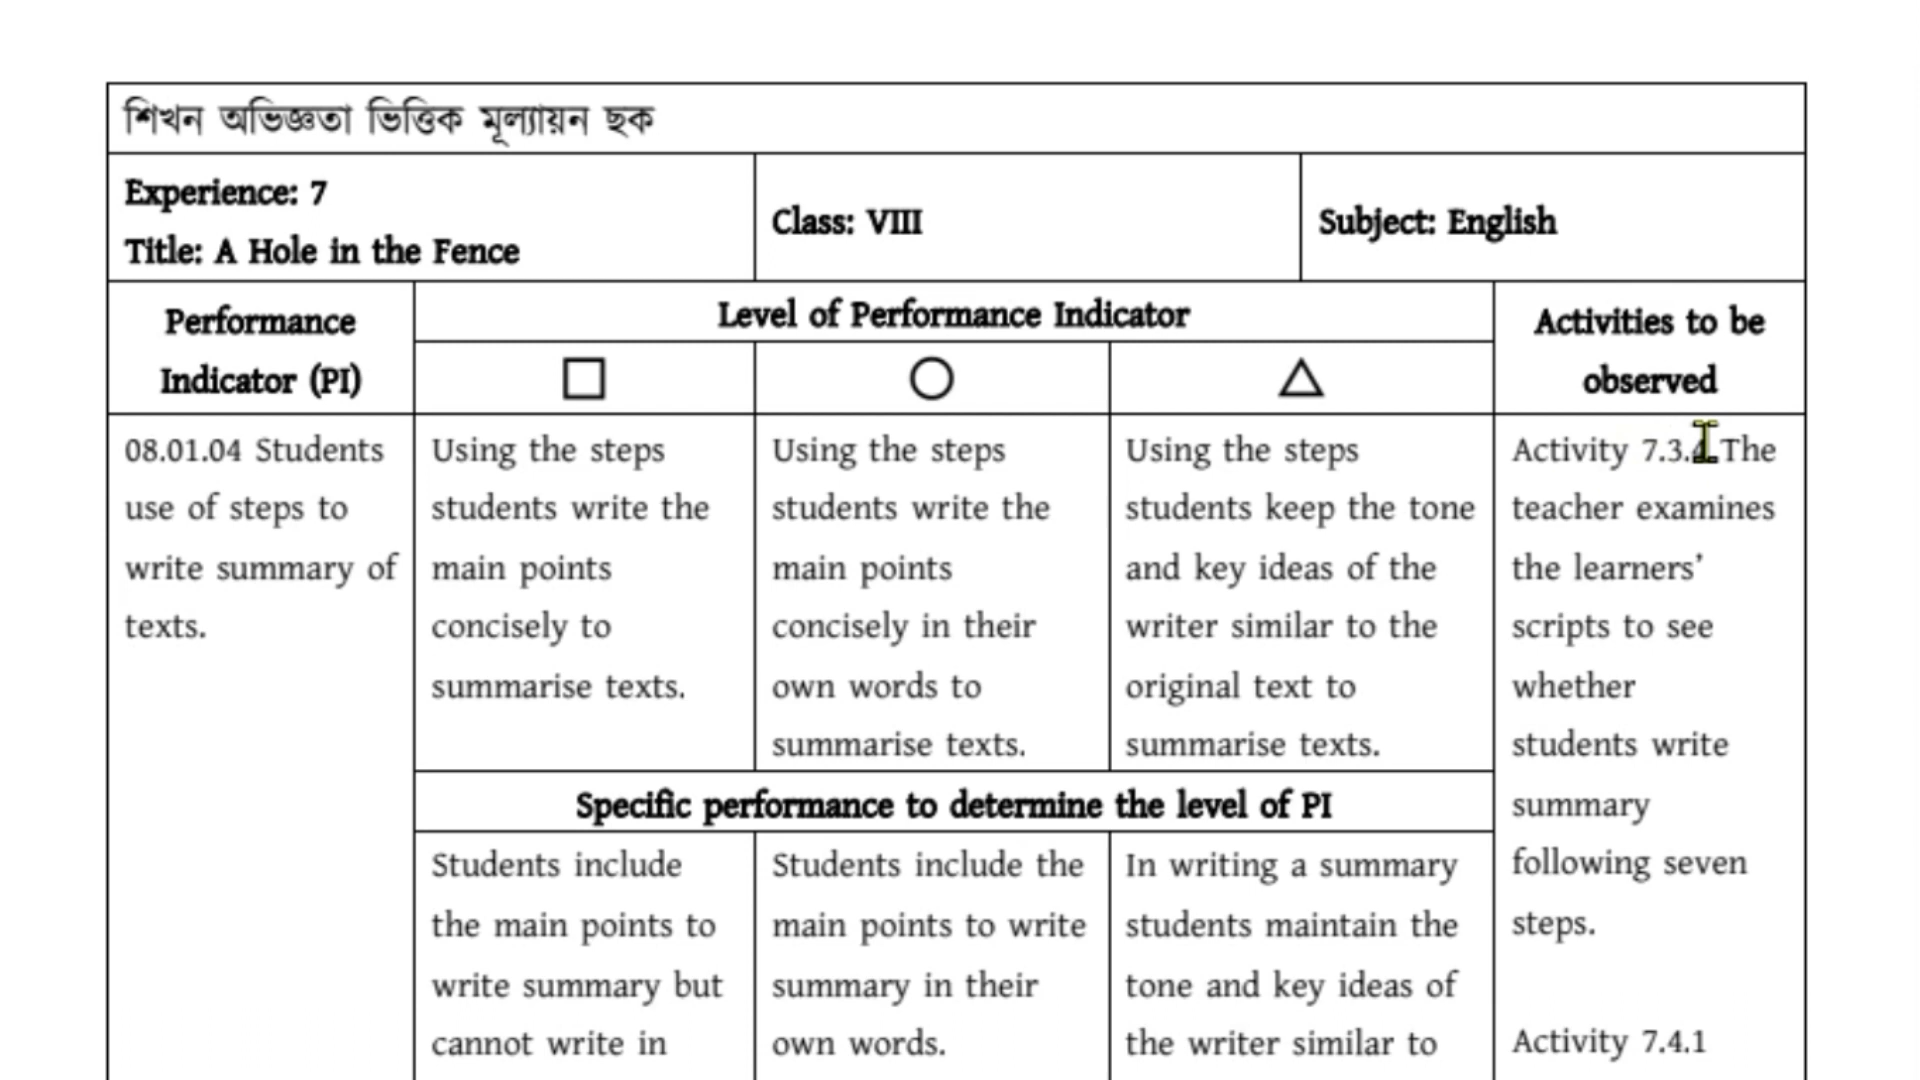 শিখন অভিজ্ঞতা ভিত্তিক মূল্যায়ন ছক
Experience: 7
Title: A Hole in the Fence
Class: VIII
Subject: English
Performance
Indicator (PI)
Level of Performance Indicator
Activities to be
observed
08.01.04 Students
use of steps to
write summary of
texts.
Using the steps
students write the
main points
concisely to
summarise texts.
Using the steps
students write the
main points
concisely in their
own words to
summarise texts.
Using the steps
students keep the tone
and key ideas of the
writer similar to the
original text to
summarise texts.
Specific performance to determine the level of PI
Students include
the main points to
write summary but
cannot write in
Students include the
main points to write
summary in their
own words.
In writing a summary
students maintain the
tone and key ideas of
the writer similar to
Activity The
teacher examines
the learners’
scripts to see
whether
students write
summary
following seven
steps.
Activity 7.4.1